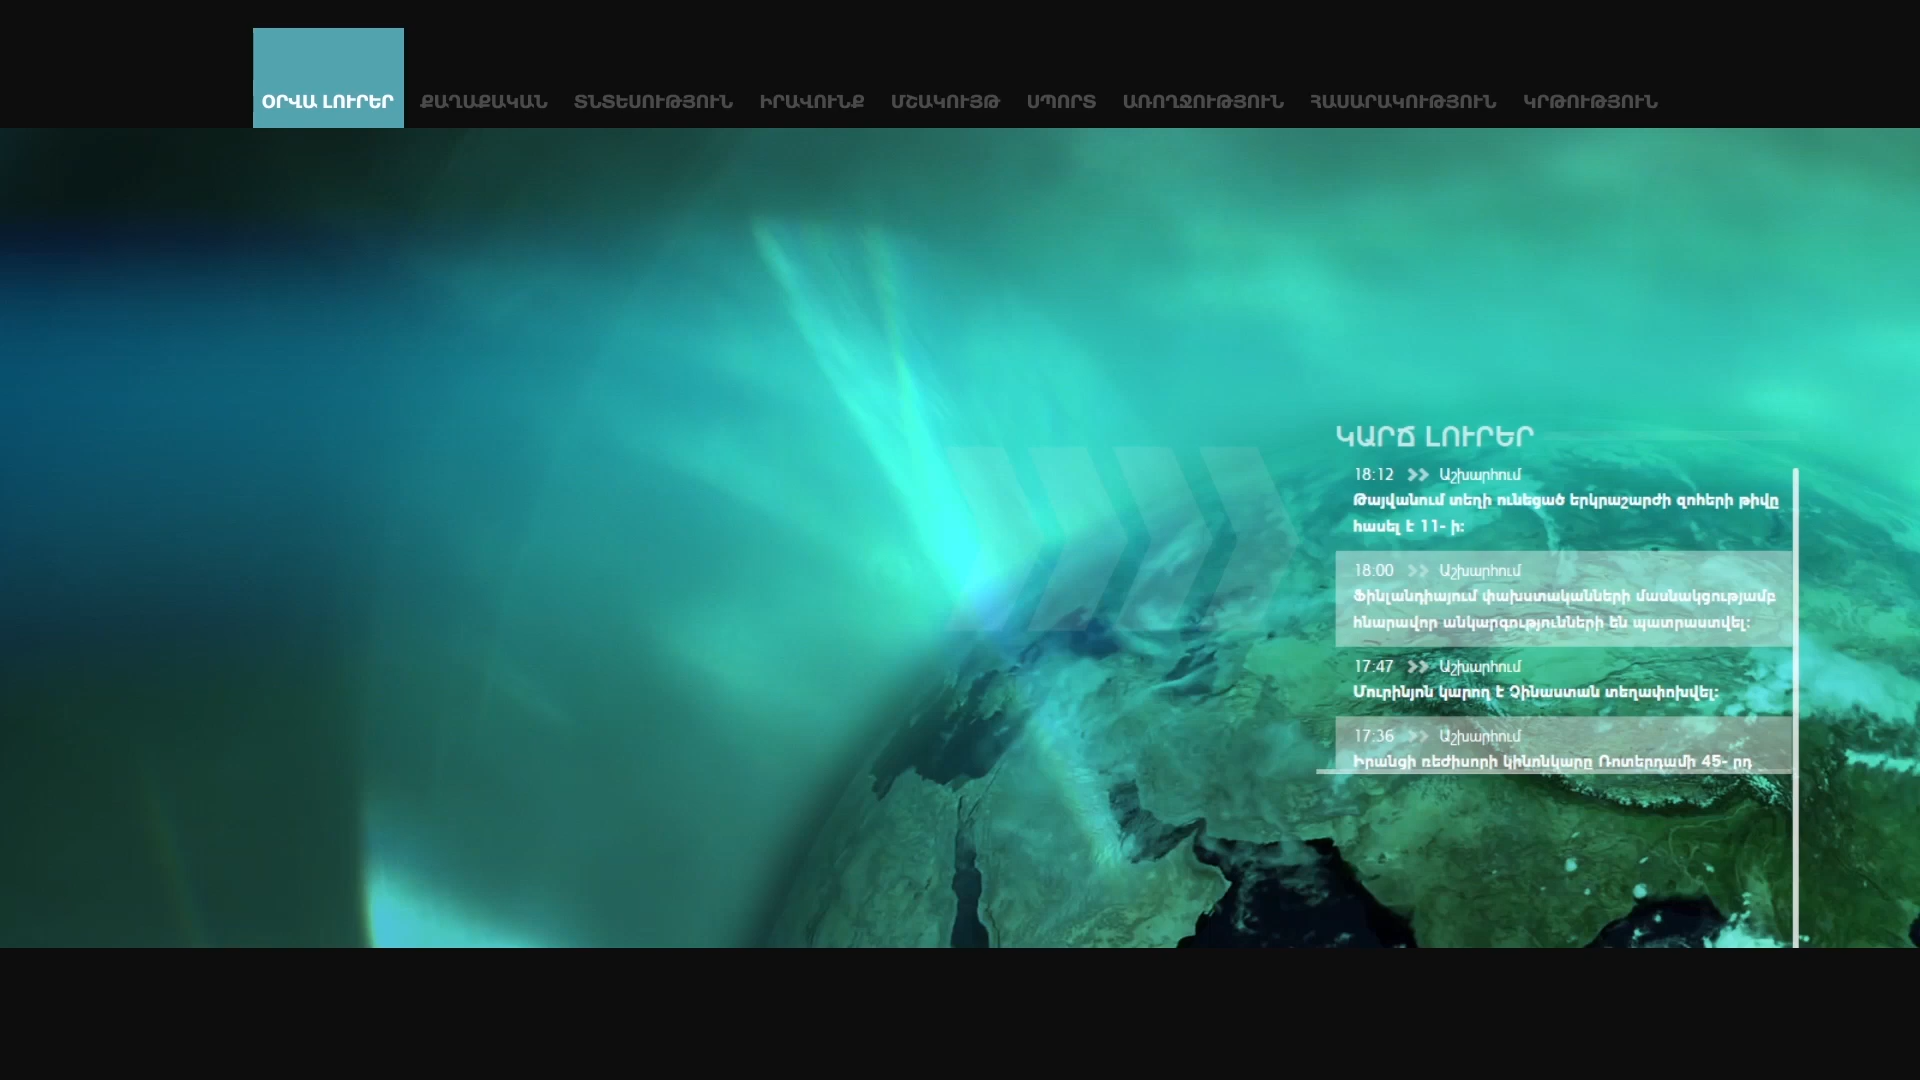 ՕՐՎԱ ԼՈՒՐԵՐ ՔԱՂԱՔԱԿԱՆ ՏՆՏԵՍՈՒԹՅՈՒՆ ԻՐԱՎՈՒՆՔ ՄՇԱԿՈՒՅԹ ՍՊՈՐՏ ԱՌՈՂՋՈՒԹՅՈՒՆ ՀԱՍԱՐԱԿՈՒԹՅՈՒՆ ԿՐԹՈՒԹՅՈՒՆ
ԿԱՐՃ ԼՈՒՐԵՐ
18:12 Աշխարհում
Թայվանում տեղի ունեցած երկրաշարժի զոհերի թիվը
հասել է 11- ի:
18:00 Աշխարհում
Ֆինլանդիայում փախստականների մասնակցությամբ
հնարավոր անկարգությունների են պատրաստվել:
17:47 Աշխարհում
Մուրինյոն կարող է Չինաստան տեղափոխվել:
17:36 Աշխարհում
Իրանցի ռեժիսորի կինոնկարը Ռոտերդամի 45- րդ